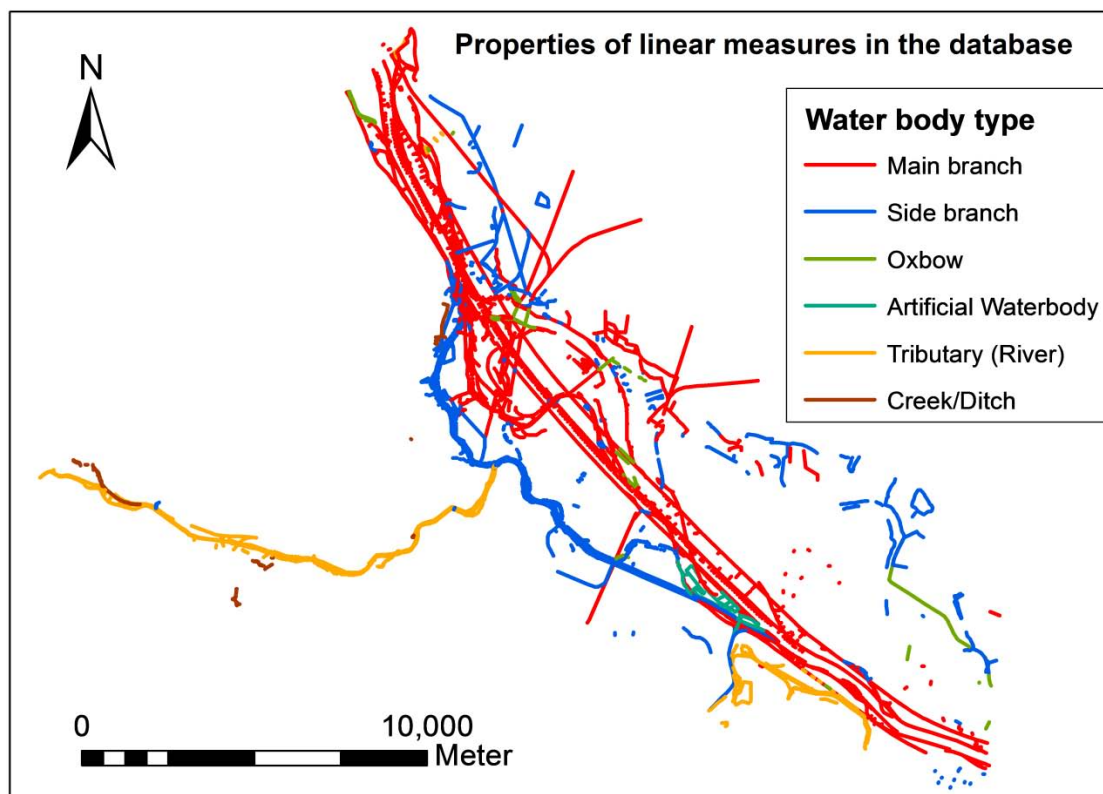 Properties of linear measures in the database
N
Water body type
Main branch
Side branch
Oxbow
Artificial Waterbody
Tributary (River)
Creek/Ditch
0 10,000
Meter